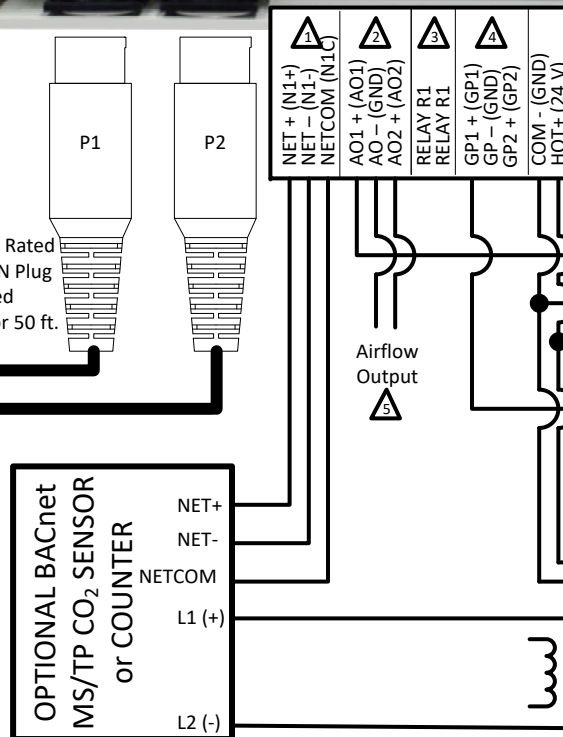 P1
P2
Rated
N Plug
ed
or 50 ft.
1
2
3
4
NET + (N1+)
NET – (N1-)
NETCOM (N1C)
AO1 + (AO1)
AO – (GND)
AO2 + (AO2)
RELAY R1
RELAY R1
GP1 + (GP1)
GP – (GND)
GP2 + (GP2)
COM - (GND)
HOT+ (24 V)
Airflow
Output
5
OPTIONAL BACnet
MS/TP CO₂ SENSOR
or COUNTER
NET+
NET-
NETCOM
L1 (+)
L2 (-)